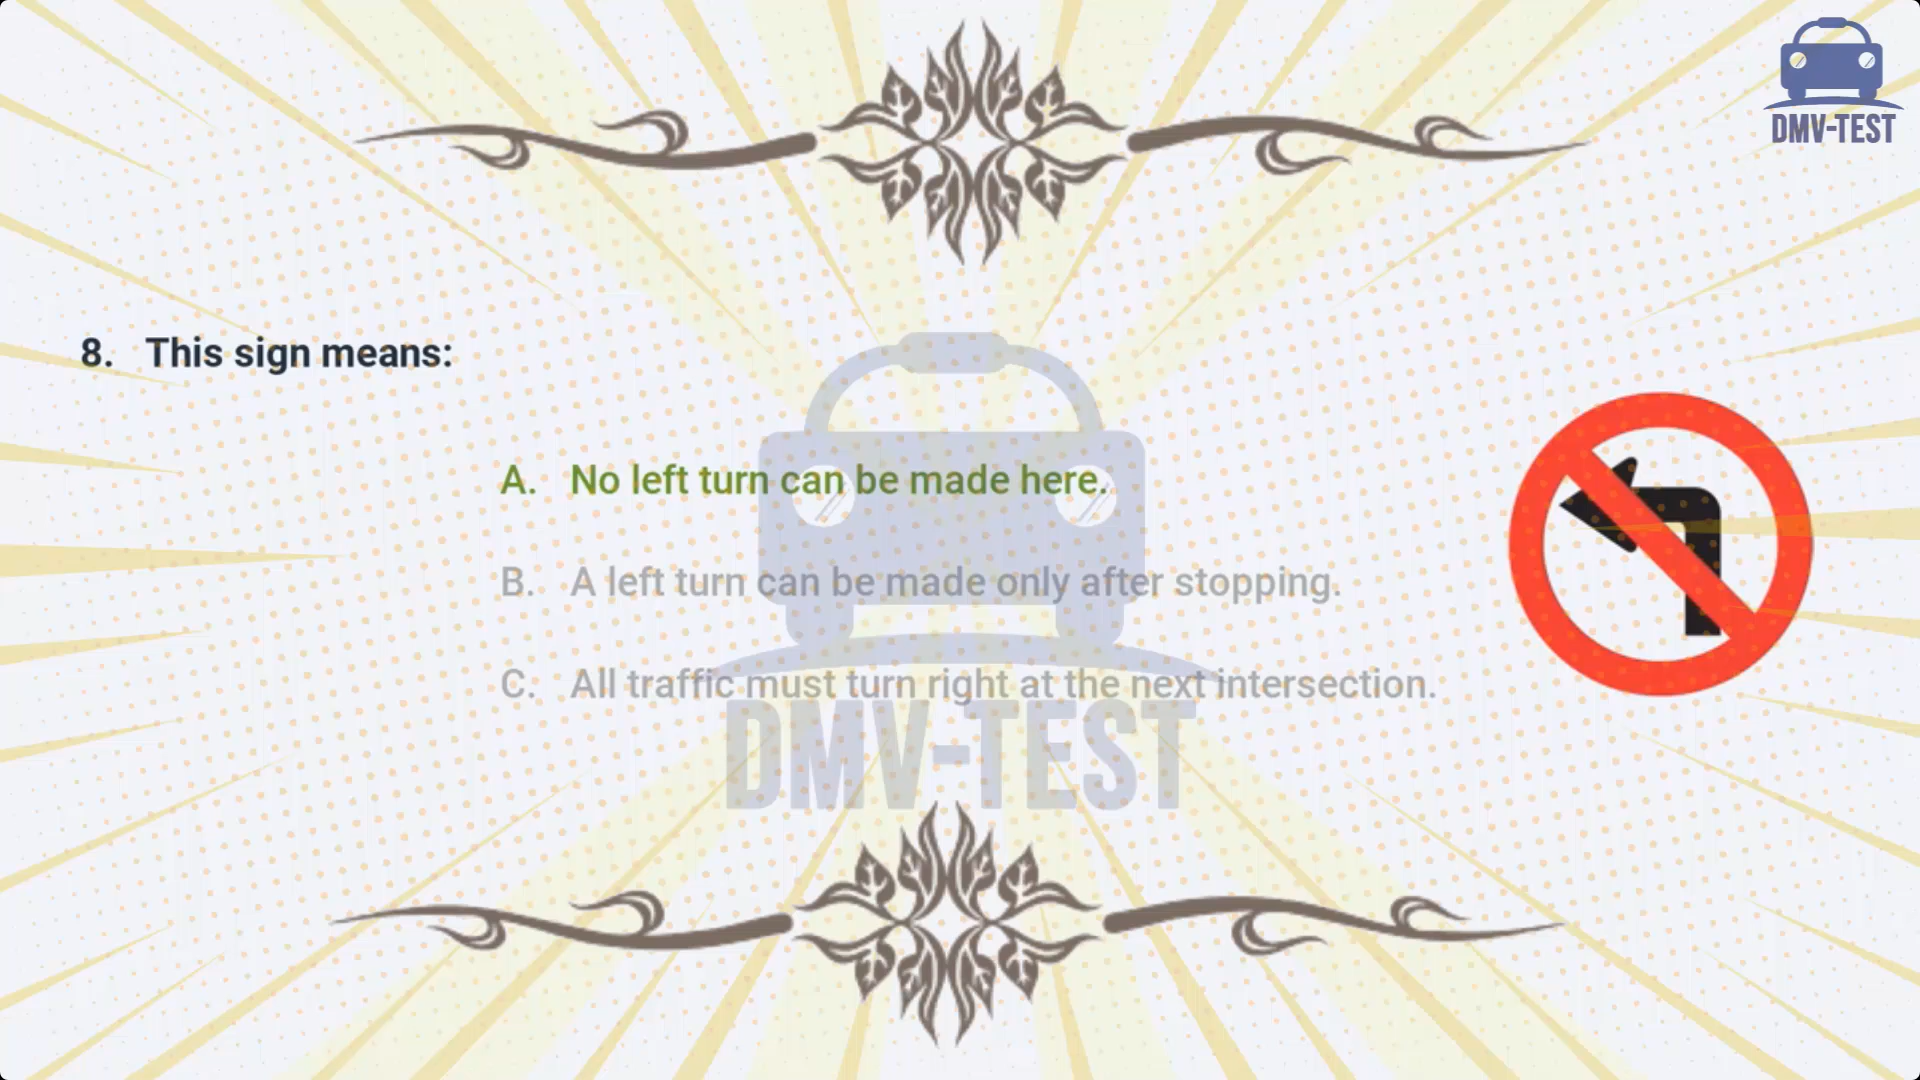 DMV-TEST
8. This sign means:
A. No left turn can be made here.
B. A left turn can be made only after stopping.
C. All traffic must turn right at the next intersection.
DMV-TEST